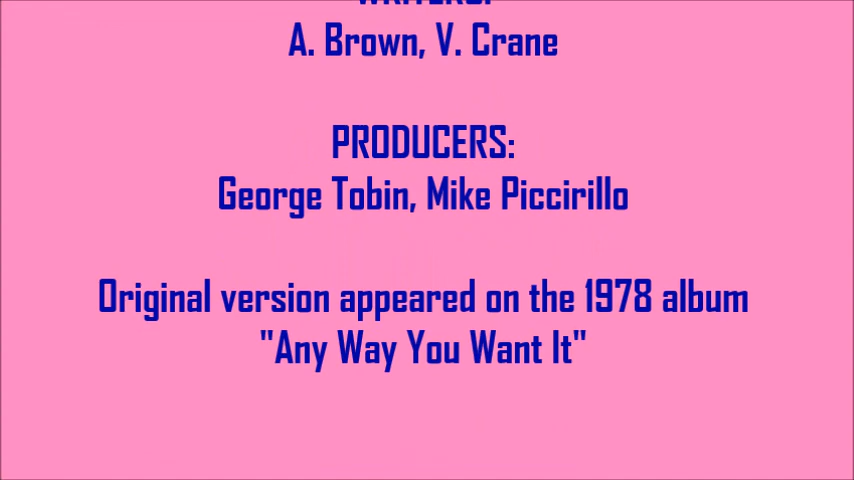 WRITERS:
A. Brown, V. Crane
PRODUCERS:
George Tobin, Mike Piccirillo
Original version appeared on the 1978 album
"Any Way You Want It"